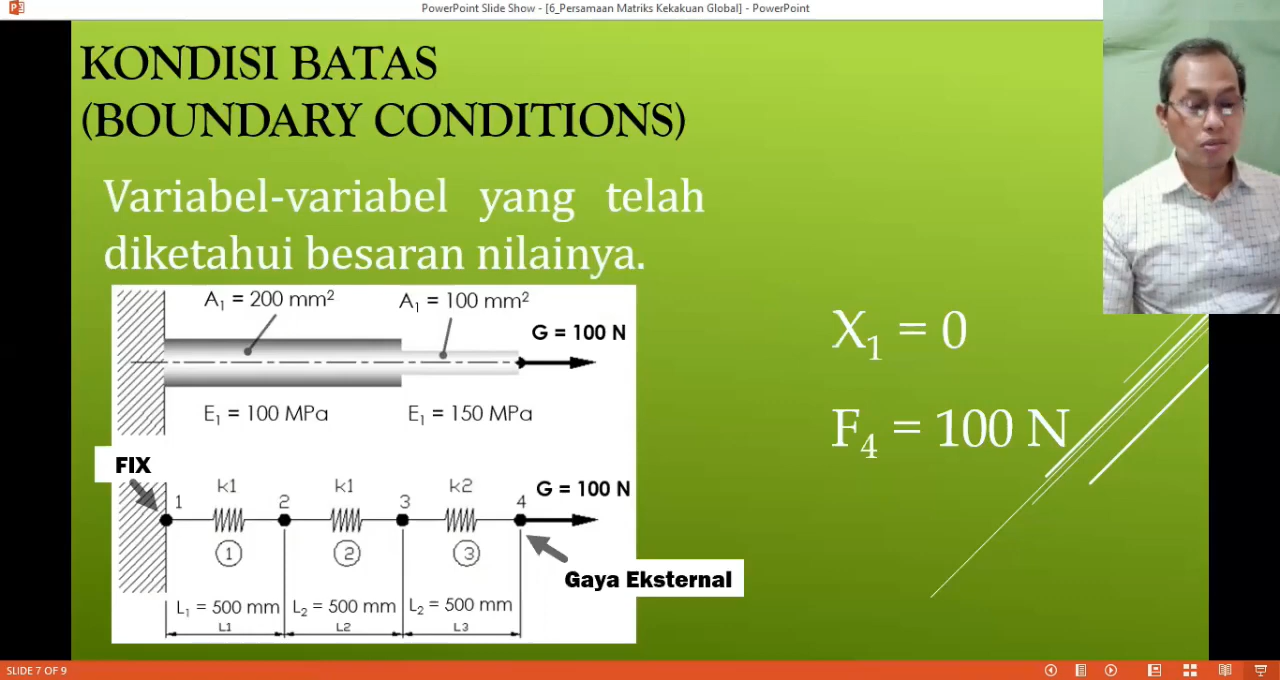 PowerPoint Slide Show - [6_Persamaan Matriks Kekakuan Global] - PowerPoint
KONDISI BATAS
(BOUNDARY CONDITIONS)
Variabel-variabel yang telah
diketahui besaran nilainya.
A₁ = 200 mm²
A₁ = 100 mm²
G = 100 N
E₁ = 100 MPa
E₁ = 150 MPa
FIX
1
k1
2
k1
3
k2
4
G = 100 N
1
2
3
Gaya Eksternal
L₁ = 500 mm
L₂ = 500 mm
L₂ = 500 mm
L1
L2
L3
X₁ = 0
F₄ = 100 N
SLIDE 7 OF 9